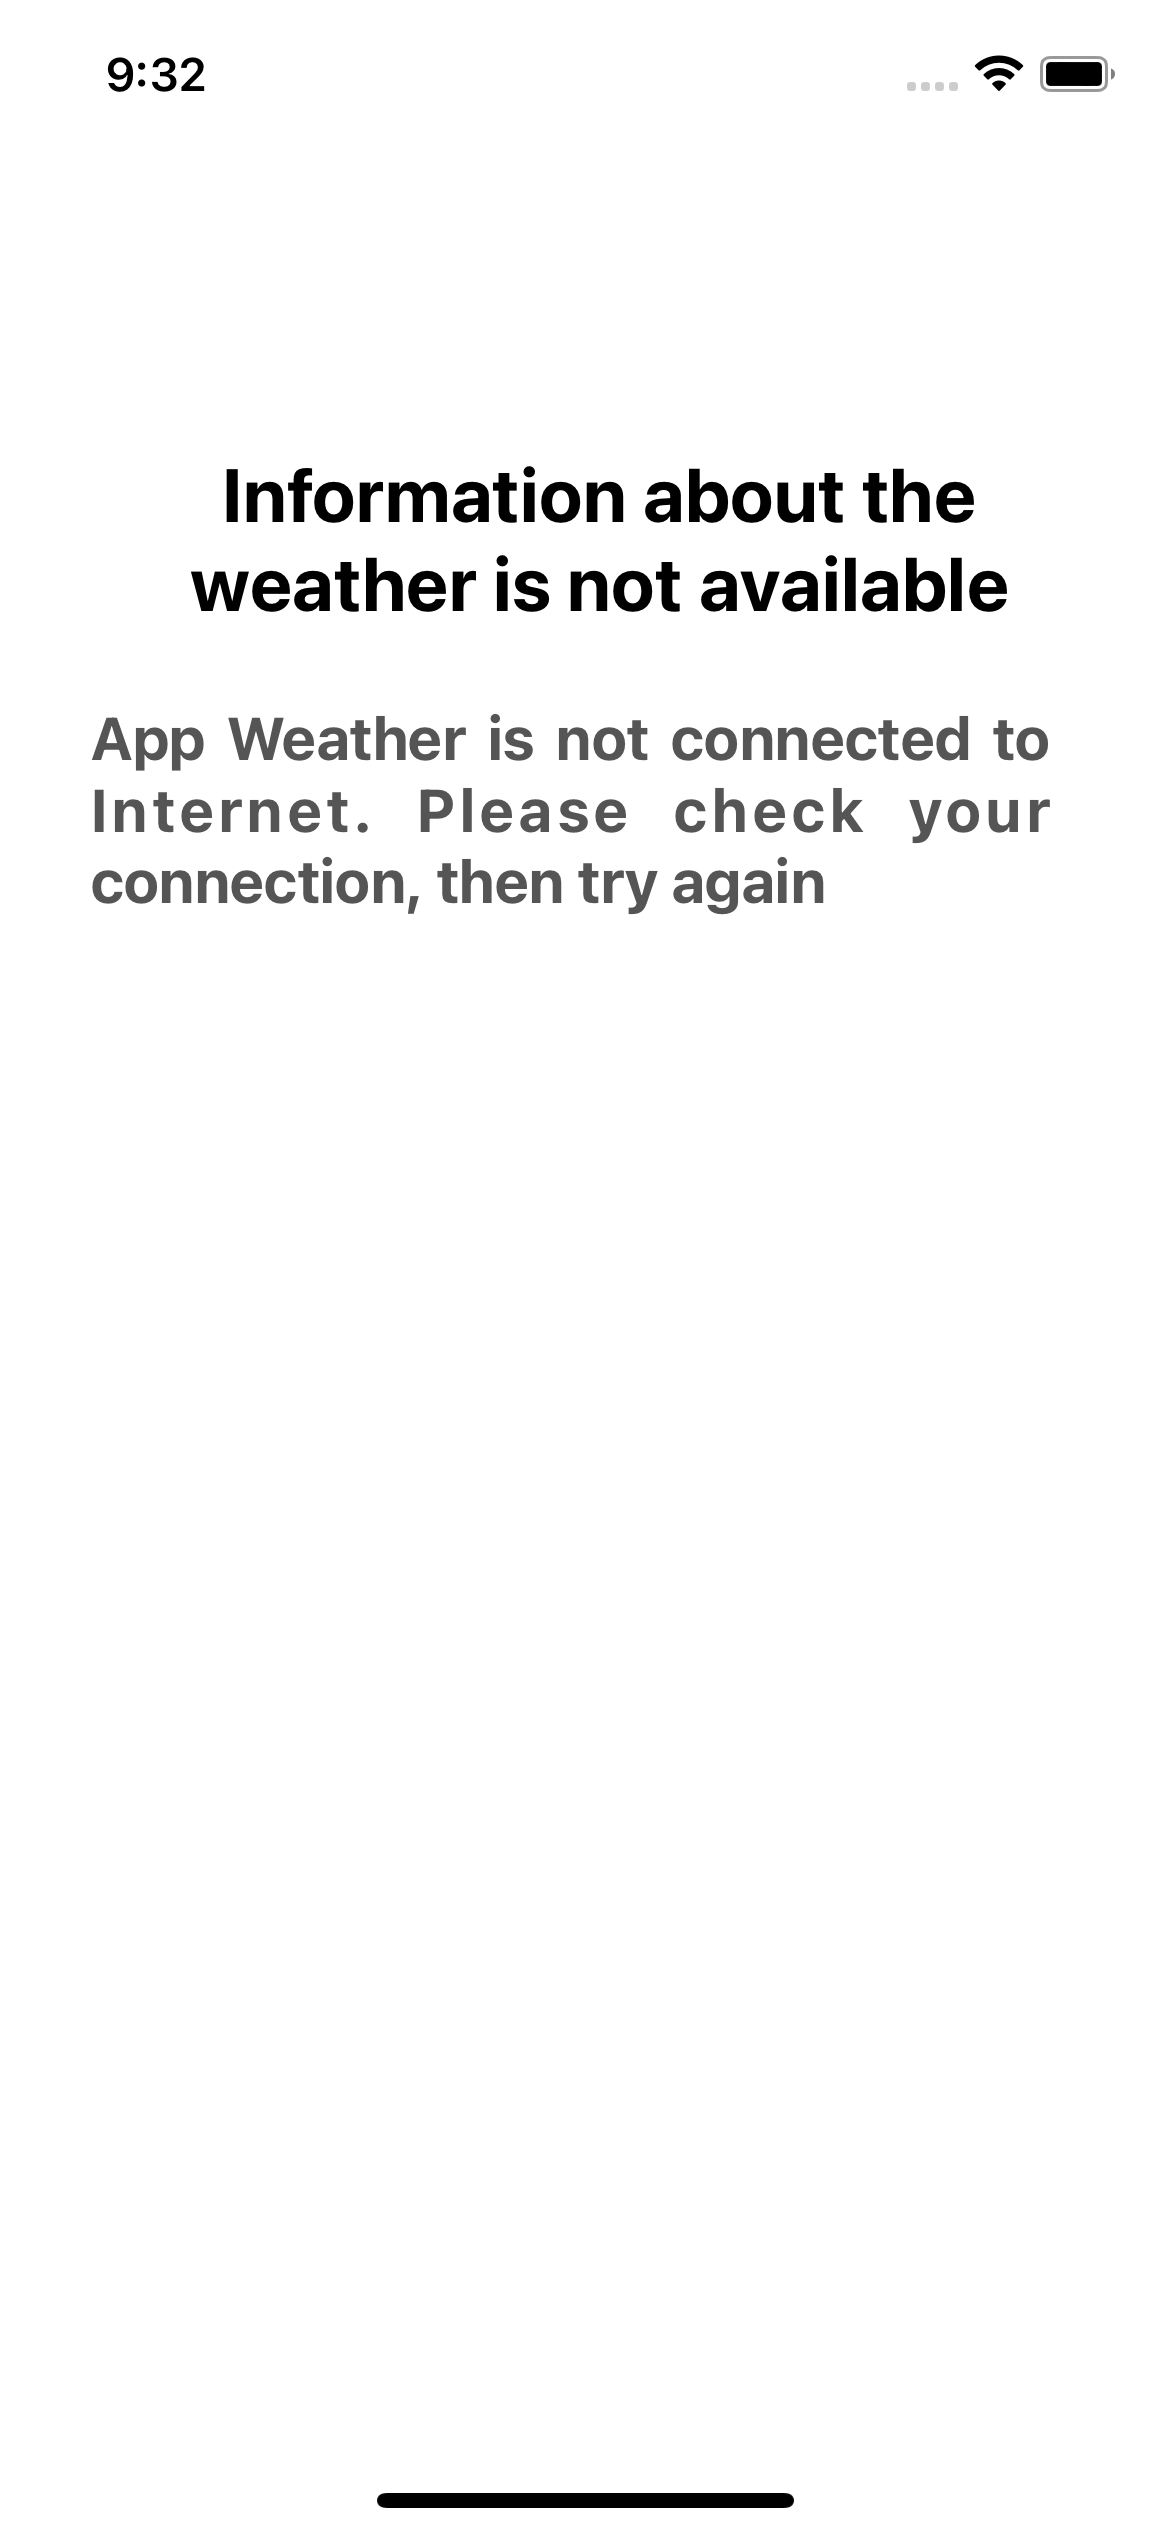 9:32
Information about the
weather is not available
App Weather is not connected to
Internet. Please check your
connection, then try again